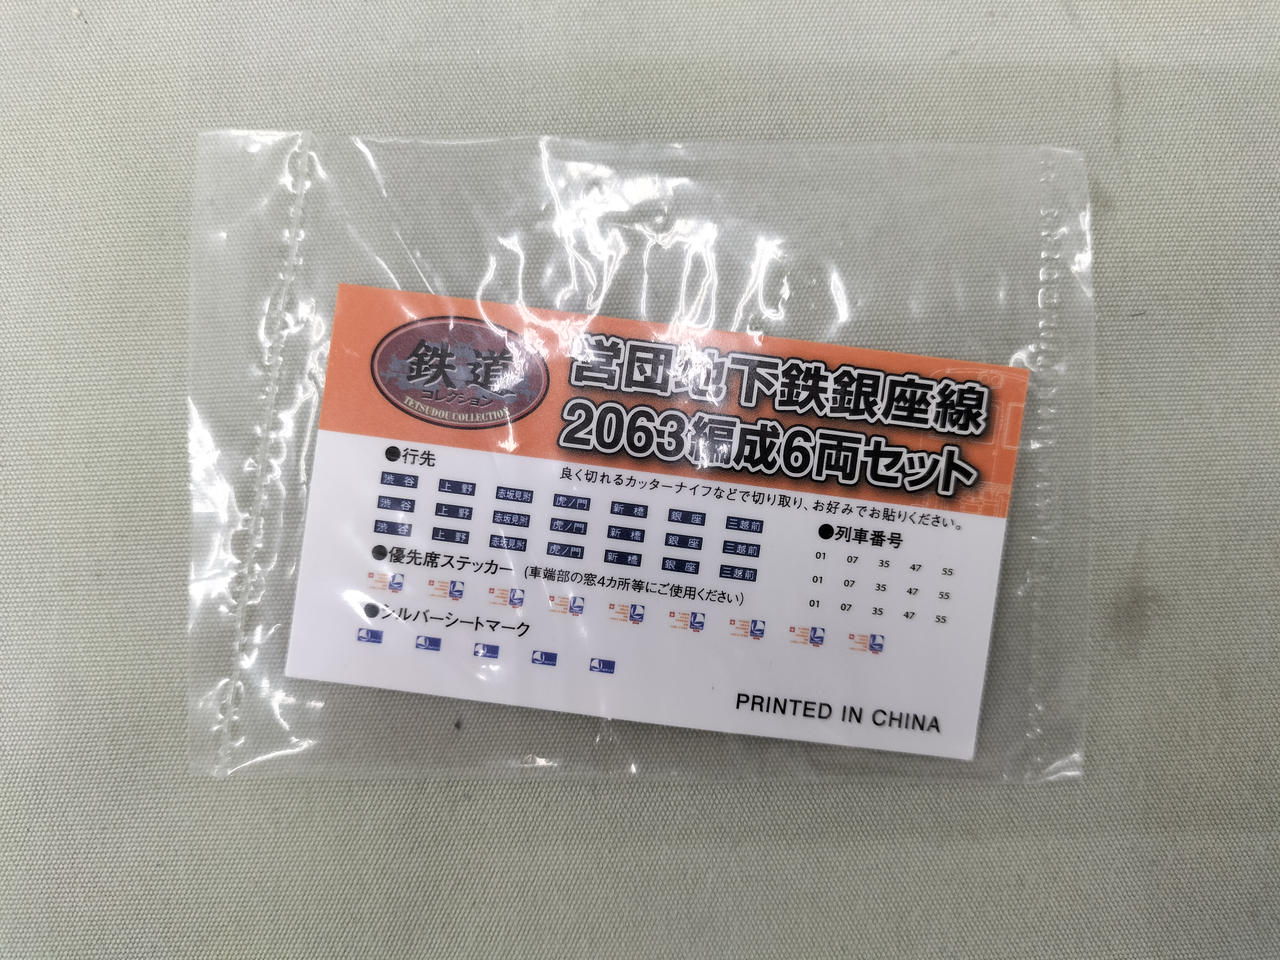 鉄道
コレクション
TETSUDOU COLLECTION
営団地下鉄銀座線
2063編成6両セット
良く切れるカッターナイフなどで切り取り、お好みでお貼りください。
●行先
渋谷 上野 赤坂見附 虎ノ門 新橋 銀座 三越前
渋谷 上野 赤坂見附 虎ノ門 新橋 銀座 三越前
渋谷 上野 赤坂見附 虎ノ門 新橋 銀座 三越前
●列車番号
01 07 35 47 55
01 07 35 47 55
01 07 35 47 55
●優先席ステッカー (車端部の窓4カ所等にご使用ください)
●シルバーシートマーク
PRINTED IN CHINA